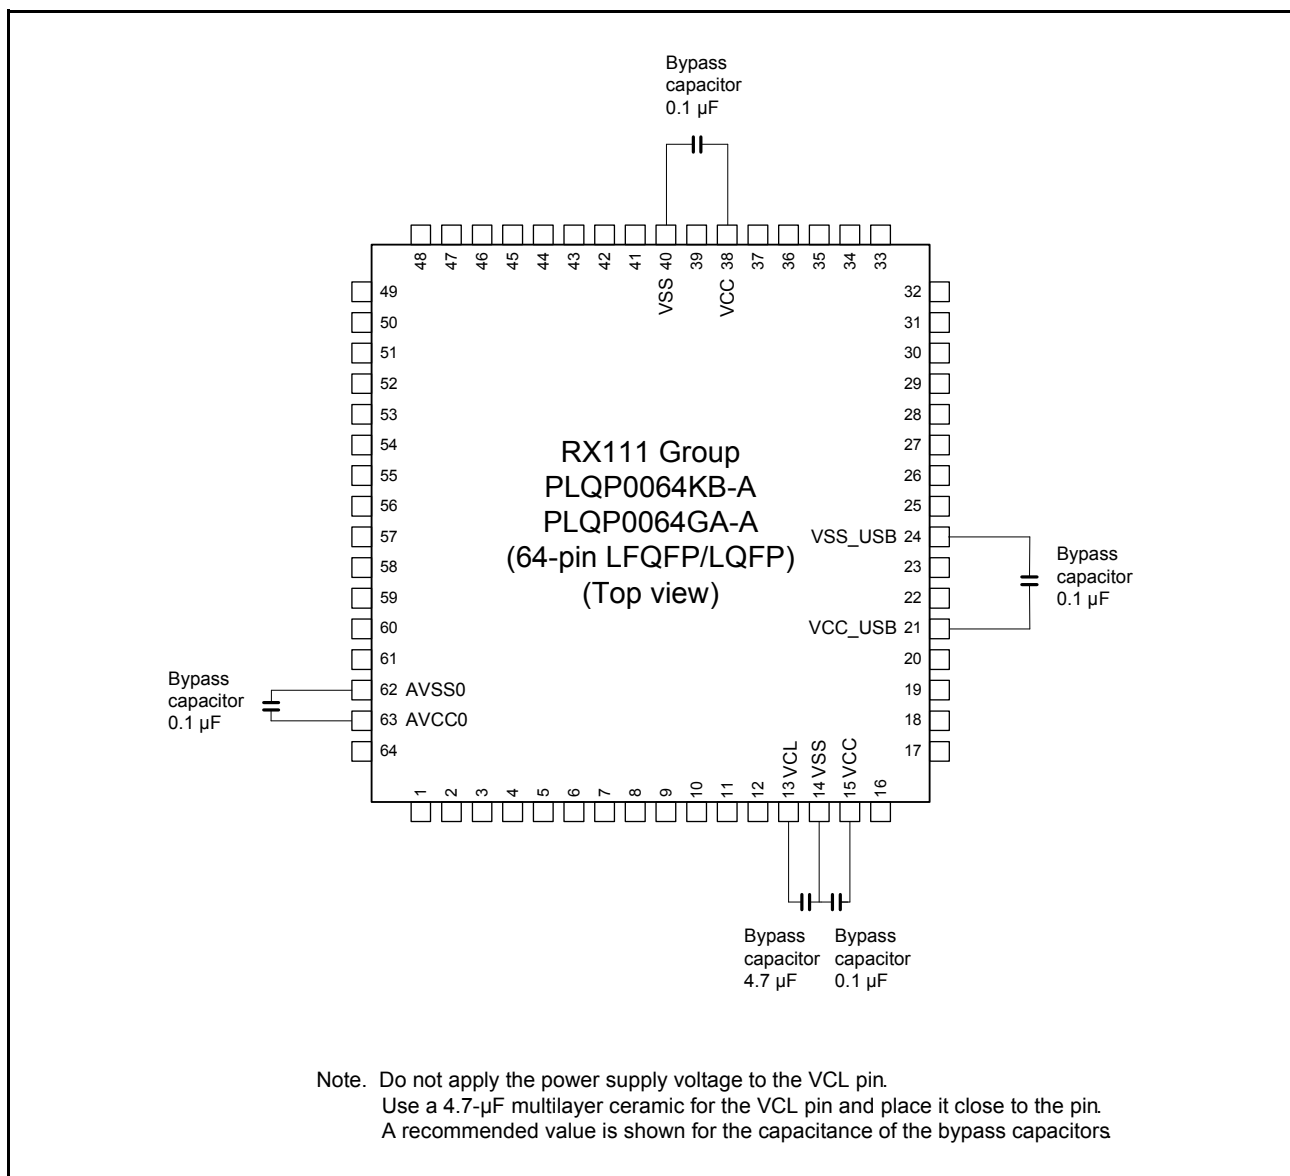 Bypass
capacitor
0.1 µF
48 47 46 45 44 43 42 41 40 39 38 37 36 35 34 33
VSS VCC
49
50
51
52
53
54
55
56
57
58
59
60
61
62 AVSS0
63 AVCC0
64
RX111 Group
PLQP0064KB-A
PLQP0064GA-A
(64-pin LFQFP/LQFP)
(Top view)
32
31
30
29
28
27
26
25
VSS_USB 24
23
22
VCC_USB 21
20
19
18
17
Bypass
capacitor
0.1 µF
Bypass
capacitor
0.1 µF
VCL VSS VCC
1 2 3 4 5 6 7 8 9 10 11 12 13 14 15 16
Bypass
capacitor
4.7 µF
Bypass
capacitor
0.1 µF
Note. Do not apply the power supply voltage to the VCL pin.
Use a 4.7-µF multilayer ceramic for the VCL pin and place it close to the pin.
A recommended value is shown for the capacitance of the bypass capacitors.